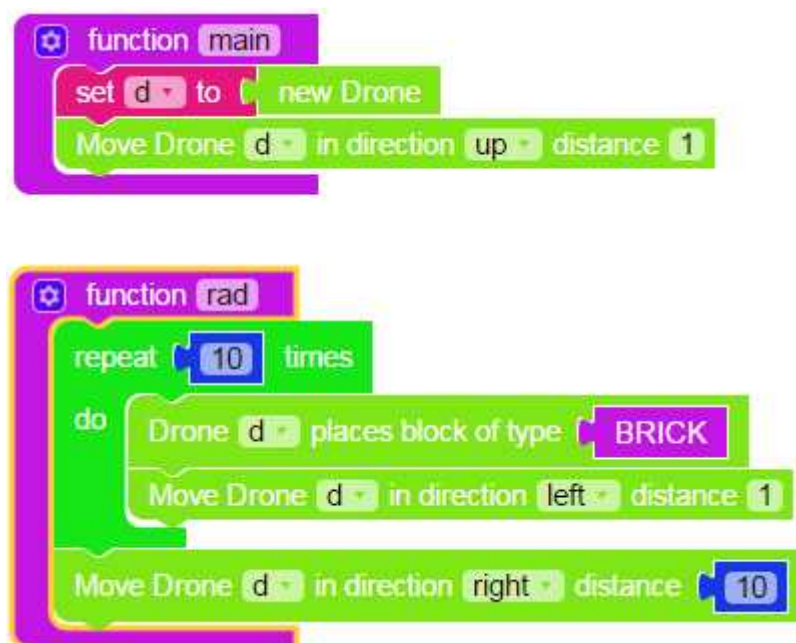 function main
set d to new Drone
Move Drone d in direction up distance 1
function rad
repeat 10 times
do Drone d places block of type BRICK
Move Drone d in direction left distance 1
Move Drone d in direction right distance 10